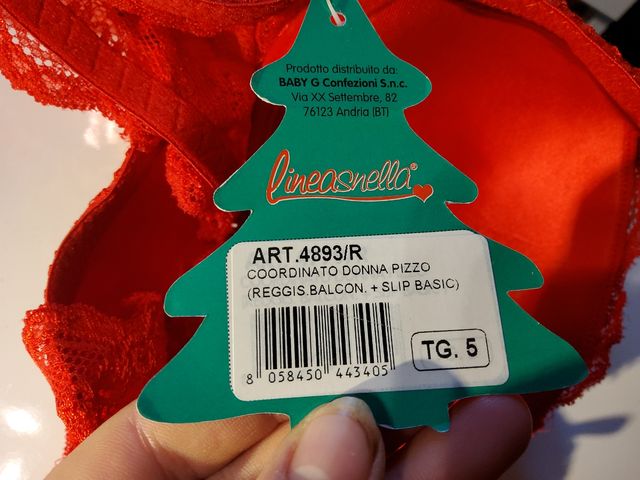 Prodotto distribuito da:
BABY G Confezioni S.n.c.
Via XX Settembre, 82
76123 Andria (BT)
lineasnella®
ART.4893/R
COORDINATO DONNA PIZZO
(REGGIS.BALCON. + SLIP BASIC)
TG. 5
8 058450 443405